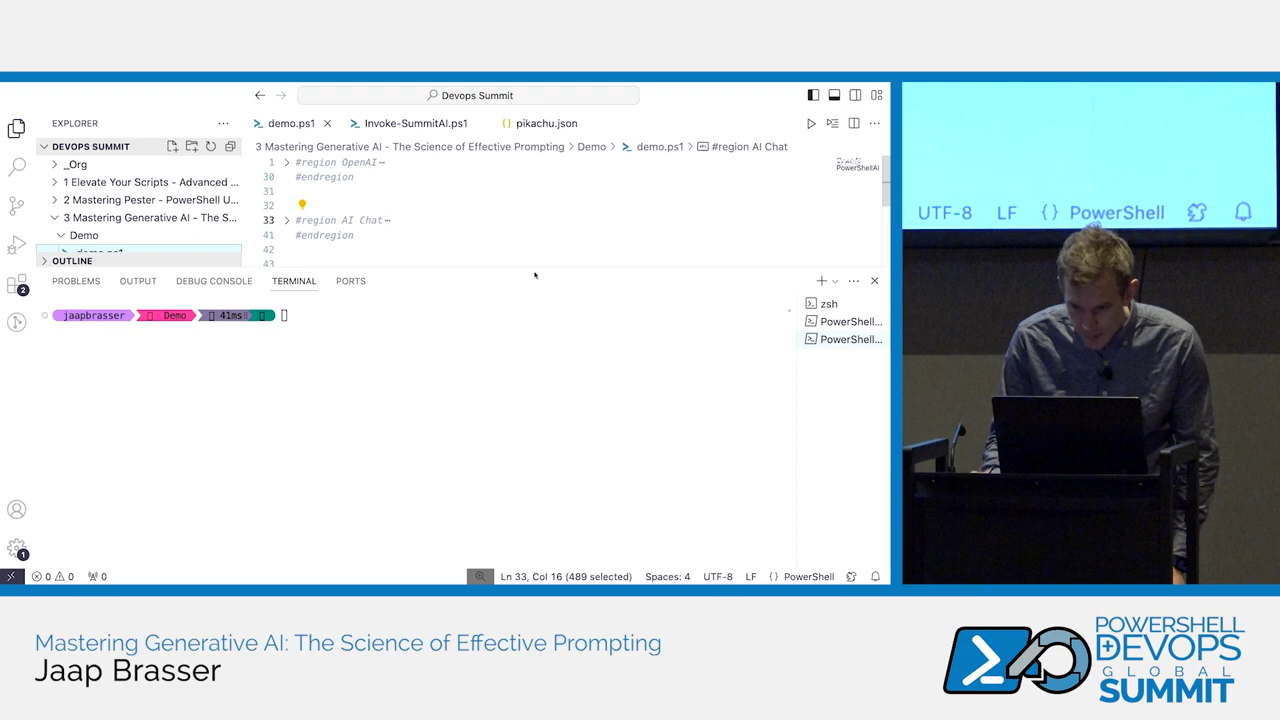 Devops Summit
EXPLORER
demo.ps1
Invoke-SummitAI.ps1
pikachu.json
DEVOPS SUMMIT
3 Mastering Generative AI - The Science of Effective Prompting > Demo > demo.ps1 > #region AI Chat
_Org
1 Elevate Your Scripts - Advanced ...
2 Mastering Pester - PowerShell U...
3 Mastering Generative AI - The S...
Demo
demo.ps1
OUTLINE
1 > #region OpenAI
30 #endregion
31
32
33 > #region AI Chat
41 #endregion
42
43
PowerShellAI
PROBLEMS OUTPUT DEBUG CONSOLE TERMINAL PORTS
jaapbrasser Demo 41ms
zsh
PowerShell...
PowerShell...
0 0 0
Ln 33, Col 16 (489 selected) Spaces: 4 UTF-8 LF { } PowerShell
2
1
UTF-8 LF { } PowerShell
Mastering Generative AI: The Science of Effective Prompting
Jaap Brasser
POWERSHELL
DEVOPS
GLOBAL
SUMMIT